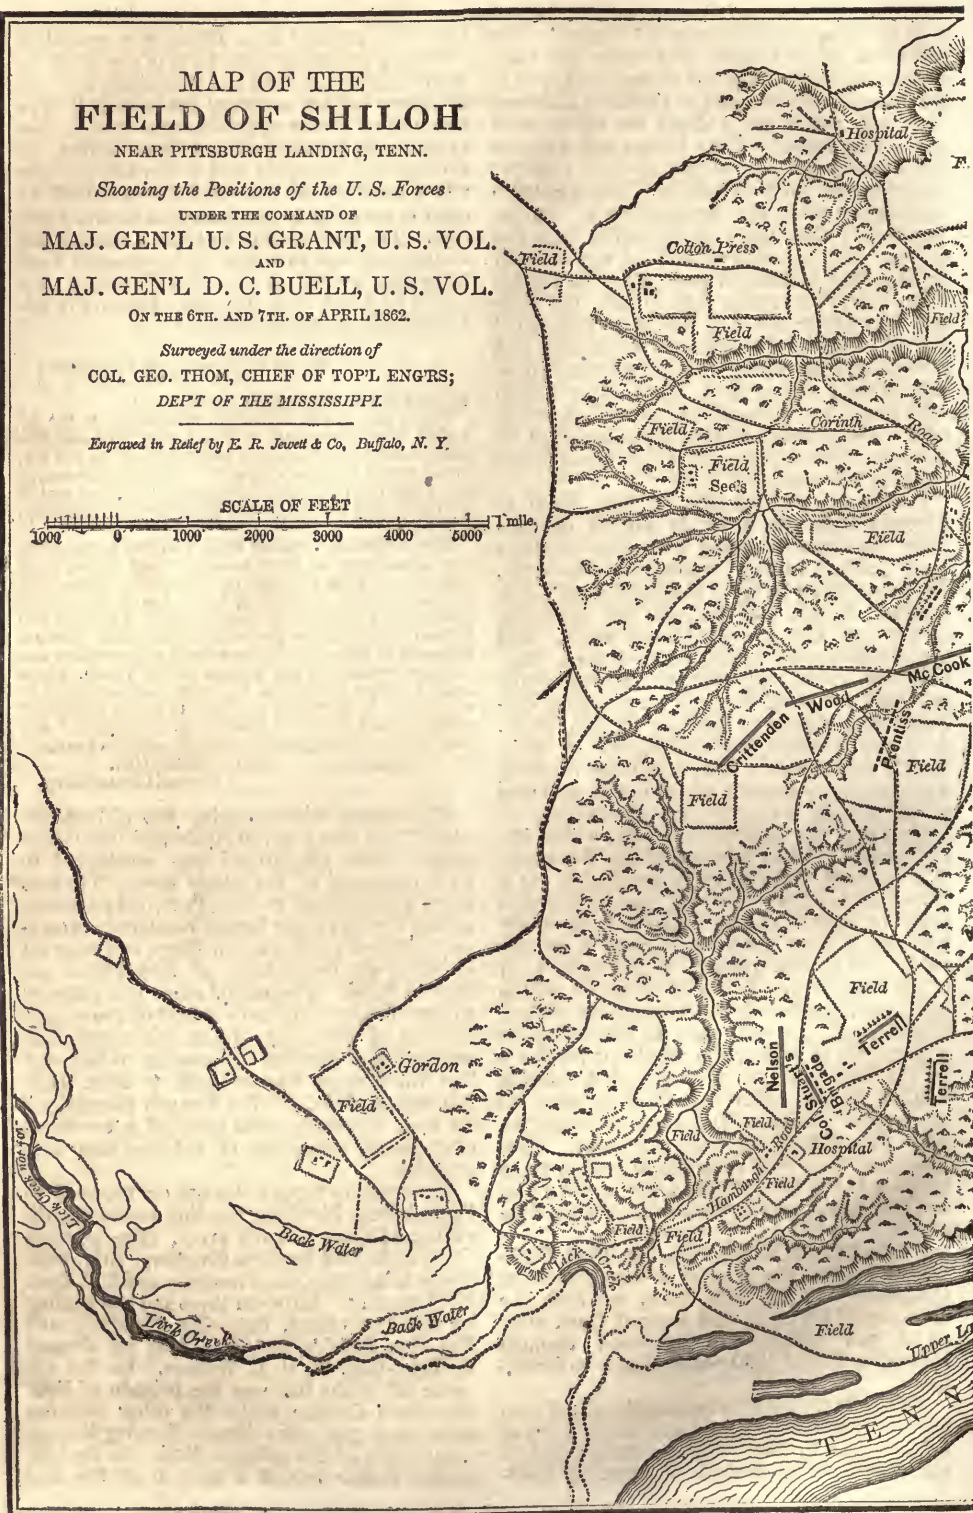 MAP OF THE
FIELD OF SHILOH
NEAR PITTSBURGH LANDING, TENN.
Showing the Positions of the U. S. Forces
UNDER THE COMMAND OF
MAJ. GEN'L U. S. GRANT, U. S. VOL.
AND
MAJ. GEN'L D. C. BUELL, U. S. VOL.
ON THE 6TH. AND 7TH. OF APRIL 1862.
Surveyed under the direction of
COL. GEO. THOM, CHIEF OF TOP'L ENG'RS;
DEP'T OF THE MISSISSIPPI.
Engraved in Relief by E. R. Jewett & Co, Buffalo, N. Y.
SCALE OF FEET
1000 0 1000 2000 3000 4000 5000 1 mile,
Hospital
F.
Field
Cotton Press
Field
Field
Corinth Road
Field
Field
See's
Field
Mc Cook
Wood
Crittenden
Prentiss
Field
Field
Field
Terrell
Nelson
Col. Stuart's
Brigade
Terrell
Gordon
Field
Field
Field
Hospital
Hamburg Road
Field
Field
Field
Lick Creek
Back Water
Lick Creek
Back Water
Lick Creek
Field
Upper
TENN